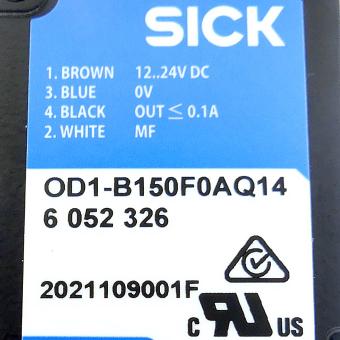 SICK
1. BROWN 12..24V DC
3. BLUE 0V
4. BLACK OUT ≤ 0.1A
2. WHITE MF
OD1-B150F0AQ14
6 052 326
2021109001F
C UR US